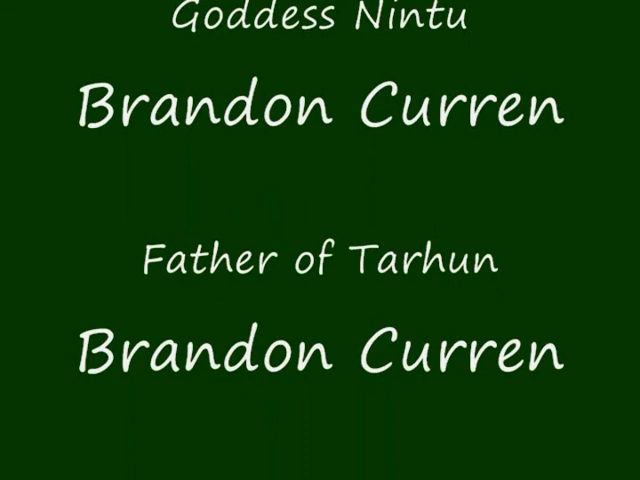 Goddess Nintu
Brandon Curren
Father of Tarhun
Brandon Curren